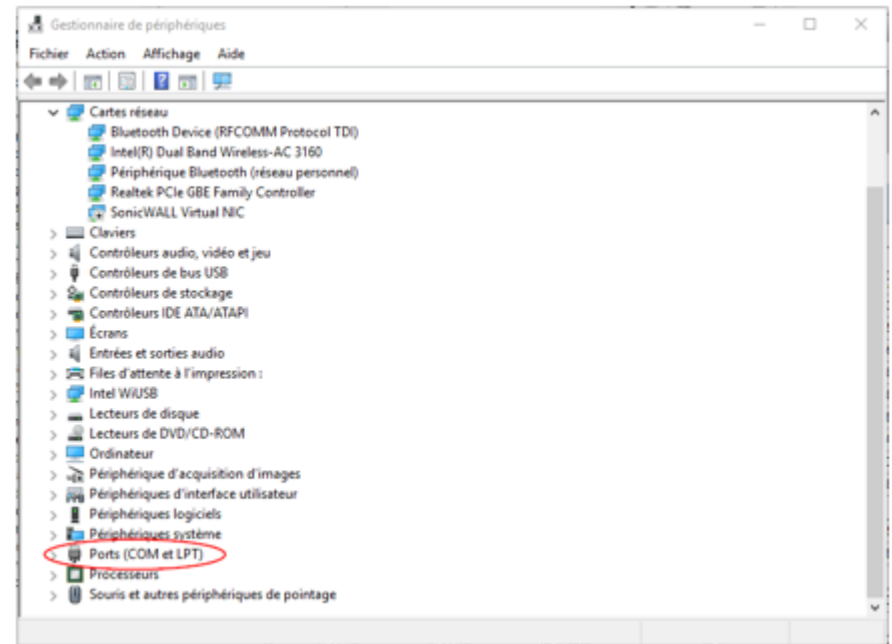 Gestionnaire de périphériques
Fichier Action Affichage Aide
Cartes réseau
Bluetooth Device (RFCOMM Protocol TDI)
Intel(R) Dual Band Wireless-AC 3160
Périphérique Bluetooth (réseau personnel)
Realtek PCIe GBE Family Controller
SonicWALL Virtual NIC
Claviers
Contrôleurs audio, vidéo et jeu
Contrôleurs de bus USB
Contrôleurs de stockage
Contrôleurs IDE ATA/ATAPI
Écrans
Entrées et sorties audio
Files d'attente à l'impression :
Intel WiUSB
Lecteurs de disque
Lecteurs de DVD/CD-ROM
Ordinateur
Périphérique d'acquisition d'images
Périphériques d'interface utilisateur
Périphériques logiciels
Périphériques système
Ports (COM et LPT)
Processeurs
Souris et autres périphériques de pointage